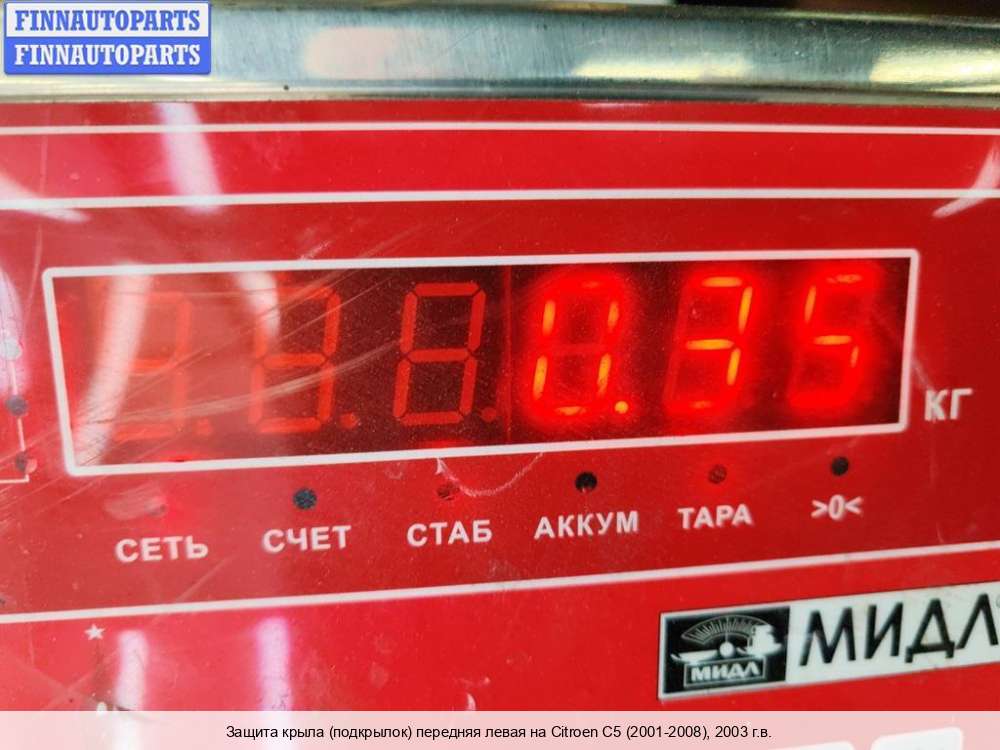 FINNAUTOPARTS
FINNAUTOPARTS
0.35
КГ
СЕТЬ СЧЕТ СТАБ АККУМ ТАРА >0<
МИДЛ МИДЛ
Защита крыла (подкрылок) передняя левая на Citroen C5 (2001-2008), 2003 г.в.